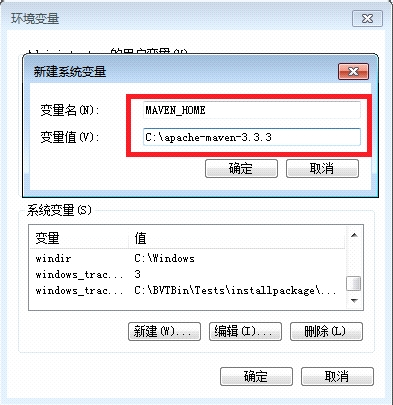 环境变量
的用户变量(U)
新建系统变量
变量名(N):
MAVEN_HOME
变量值(V):
C:\apache-maven-3.3.3
确定
取消
系统变量(S)
变量 值
windir C:\Windows
windows_trac... 3
windows_trac... C:\BVTBin\Tests\installpackage\...
新建(W)...
编辑(I)...
删除(L)
确定
取消